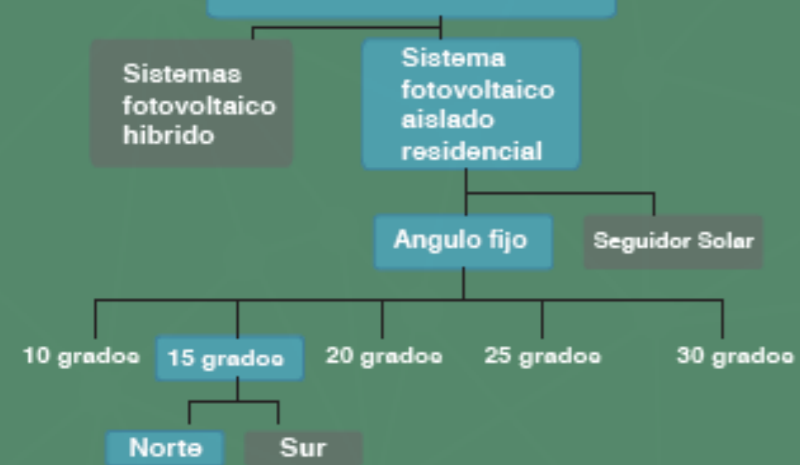 Sistemas
fotovoltaico
hibrido
Sistema
fotovoltaico
aislado
residencial
Angulo fijo
Seguidor Solar
10 grados
15 grados
20 grados
25 grados
30 grados
Norte
Sur